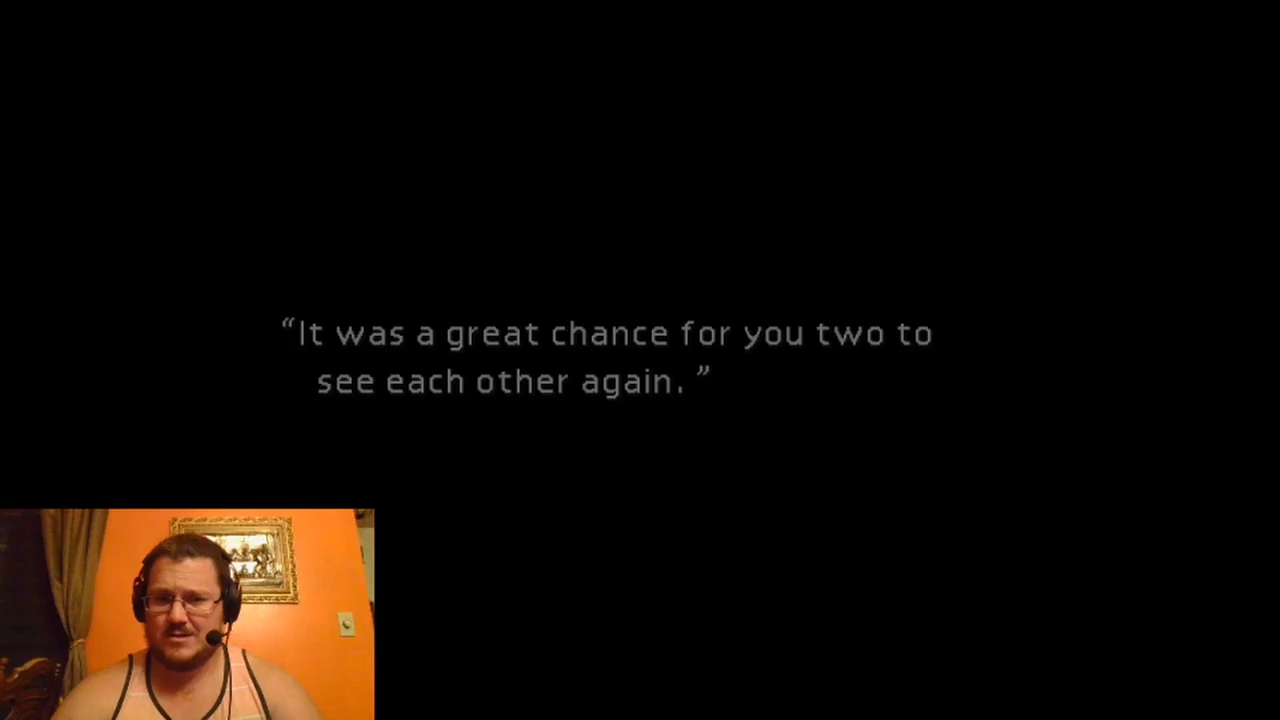 “It was a great chance for you two to
see each other again. ”